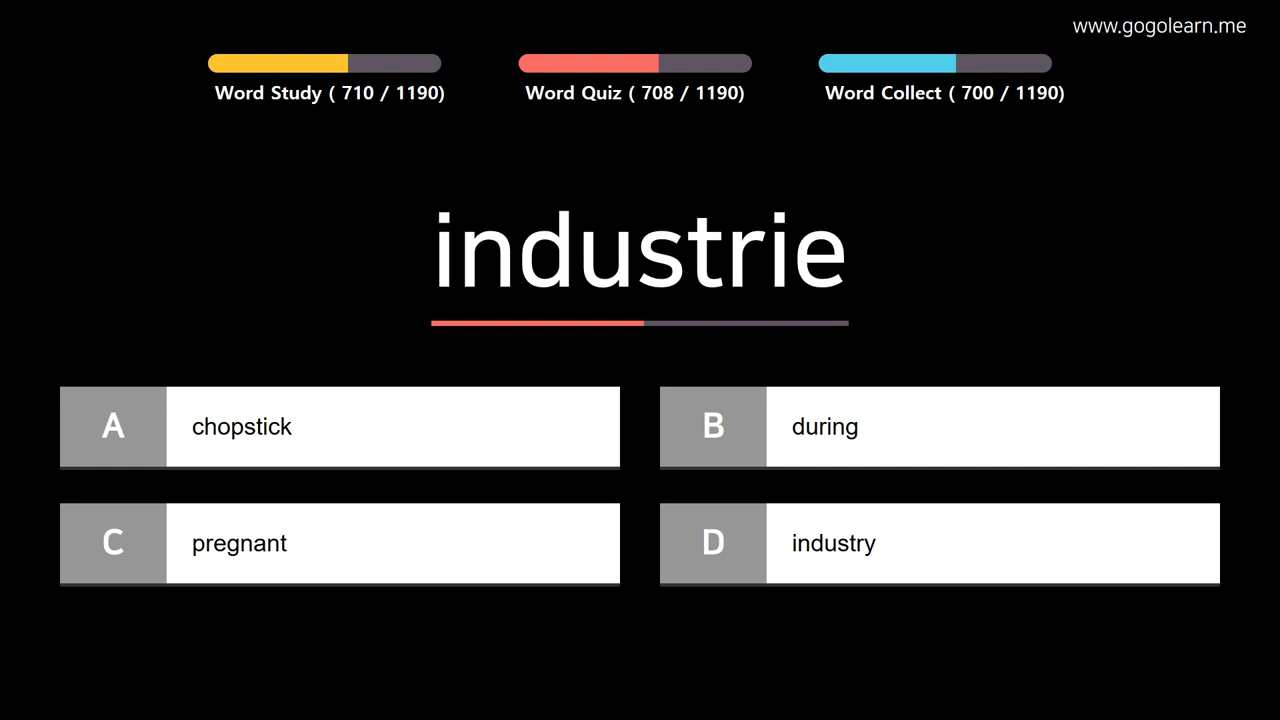 www.gogolearn.me
Word Study ( 710 / 1190)
Word Quiz ( 708 / 1190)
Word Collect ( 700 / 1190)
industrie
A chopstick
B during
C pregnant
D industry